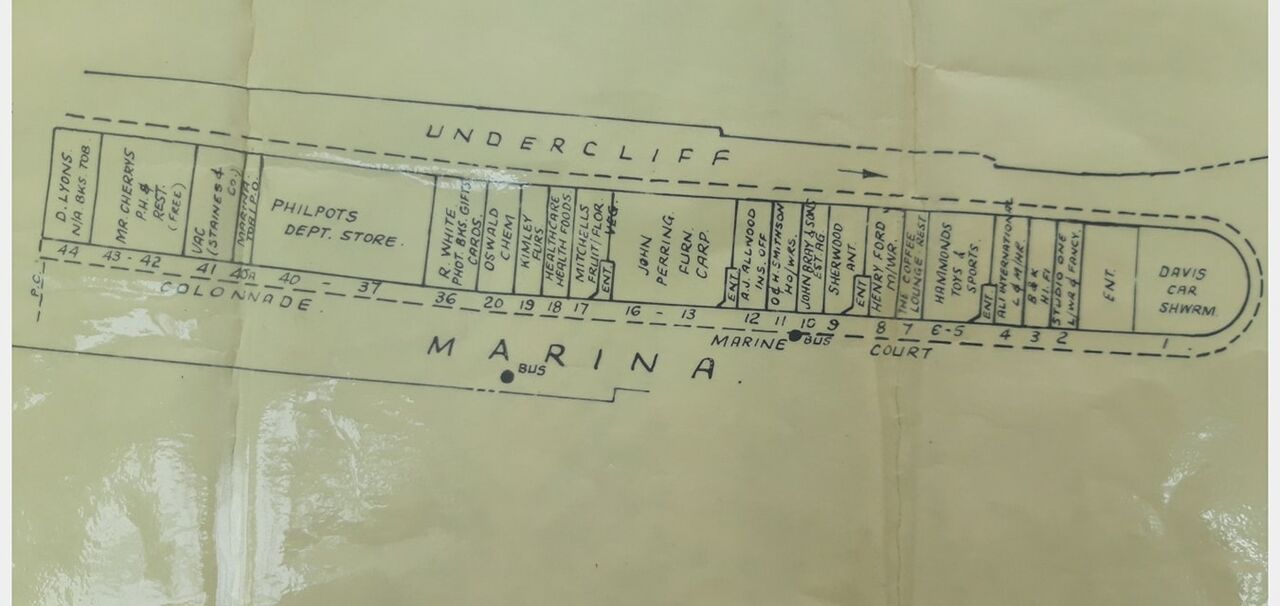 UNDERCLIFF
D. LYONS.
N/A BKS. TOB
MR CHERRYS
P.H. &
REST.
(FREE)
VAC
(STAINES &
CO.)
MARINA
P.O.
PHILPOTS
DEPT. STORE.
R. WHITE.
PHOT. BKS. GIFTS
CARDS.
OSWALD
CHEM
KIMLEY
FURS
HEALTHCARE
HEALTH FOODS
MITCHELLS
FRUIT/FLOR.
VEG.
ENT
JOHN
PERRING.
FURN.
CARP.
ENT
A.J. ALLNOOD
INS. OFF
O & H. SMITHSON
HO/WKS.
JOHN BRAY & SONS
EST. AG
SHERWOOD
ANT.
ENT
HENRY FORD
M/WR.
THE COFFEE
LOUNGE REST
HAMMONDS
TOYS
&
SPORTS.
ENT
ALI INTERNATIONAL
L & M/WR.
B & K
HI. FI
STUDIO ONE
L/WR & FANCY.
ENT.
DAVIS
CAR
SHWRM.
44
43 - 42
41
40A
40 - 37
36
20
19
18
17
16 - 13
12
11
10
9
8
7
6-5
4
3
2
1
P.C.
COLONNADE
MARINE
BUS
COURT
MARINA.
BUS